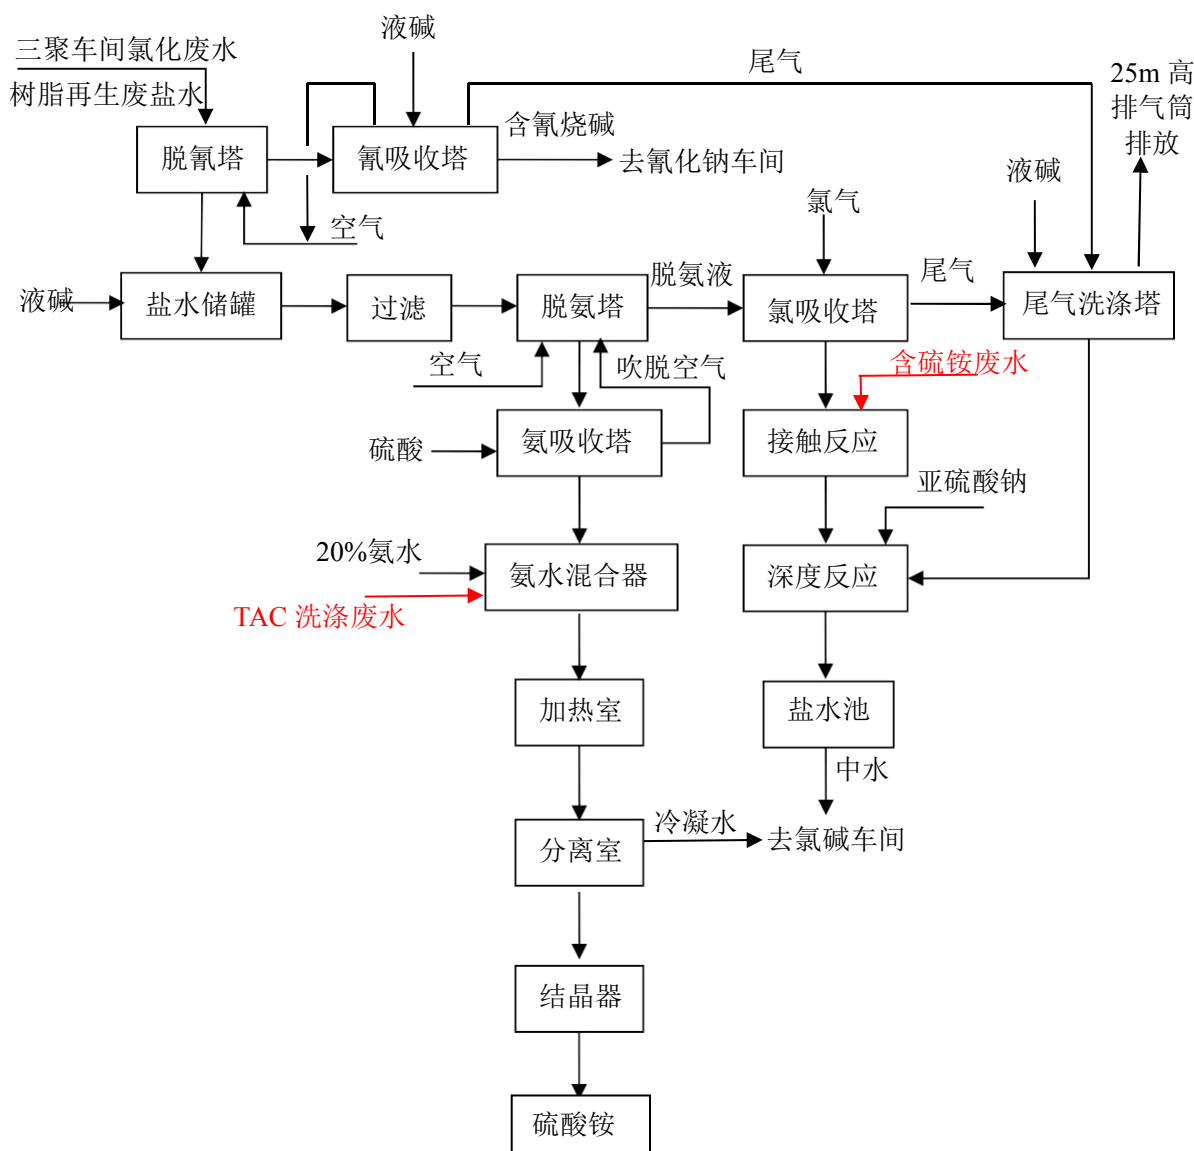 三聚车间氯化废水
树脂再生废盐水
液碱
尾气
25m 高
排气筒
排放
脱氰塔
氰吸收塔
含氰烧碱
去氰化钠车间
空气
氯气
液碱
液碱
盐水储罐
过滤
脱氨塔
脱氨液
氯吸收塔
尾气
尾气洗涤塔
空气
吹脱空气
含硫铵废水
硫酸
氨吸收塔
接触反应
亚硫酸钠
20%氨水
氨水混合器
深度反应
TAC 洗涤废水
加热室
盐水池
中水
分离室
冷凝水
去氯碱车间
结晶器
硫酸铵